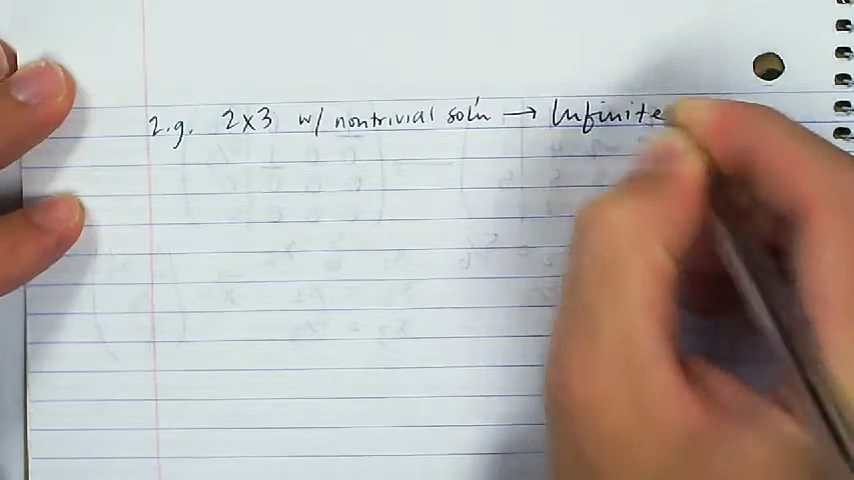 e.g. 2x3 w/ nontrivial sol'n → Infinite